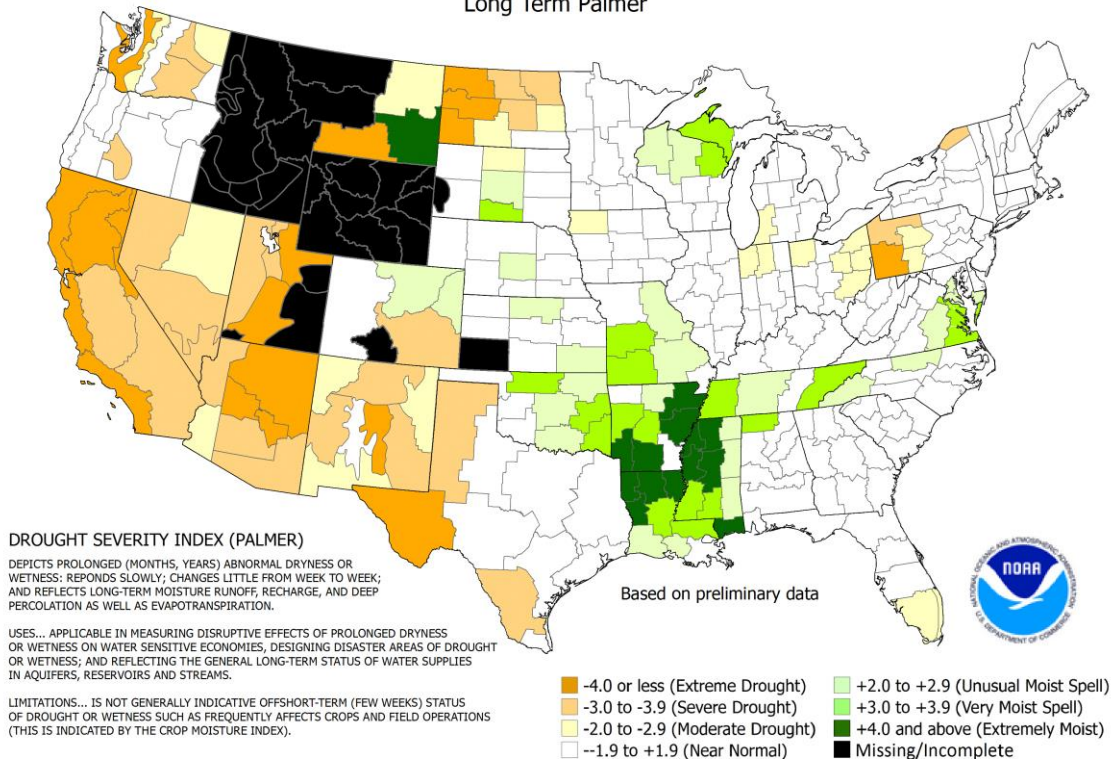 Long Term Palmer
DROUGHT SEVERITY INDEX (PALMER)
DEPICTS PROLONGED (MONTHS, YEARS) ABNORMAL DRYNESS OR
WETNESS: REPONDS SLOWLY; CHANGES LITTLE FROM WEEK TO WEEK;
AND REFLECTS LONG-TERM MOISTURE RUNOFF, RECHARGE, AND DEEP
PERCOLATION AS WELL AS EVAPOTRANSPIRATION.
USES... APPLICABLE IN MEASURING DISRUPTIVE EFFECTS OF PROLONGED DRYNESS
OR WETNESS ON WATER SENSITIVE ECONOMIES, DESIGNING DISASTER AREAS OF DROUGHT
OR WETNESS; AND REFLECTING THE GENERAL LONG-TERM STATUS OF WATER SUPPLIES
IN AQUIFERS, RESERVOIRS AND STREAMS.
LIMITATIONS... IS NOT GENERALLY INDICATIVE OFFSHORT-TERM (FEW WEEKS) STATUS
OF DROUGHT OR WETNESS SUCH AS FREQUENTLY AFFECTS CROPS AND FIELD OPERATIONS
(THIS IS INDICATED BY THE CROP MOISTURE INDEX).
Based on preliminary data
NATIONAL OCEANIC AND ATMOSPHERIC ADMINISTRATION
NOAA
U.S. DEPARTMENT OF COMMERCE
-4.0 or less (Extreme Drought)
-3.0 to -3.9 (Severe Drought)
-2.0 to -2.9 (Moderate Drought)
--1.9 to +1.9 (Near Normal)
+2.0 to +2.9 (Unusual Moist Spell)
+3.0 to +3.9 (Very Moist Spell)
+4.0 and above (Extremely Moist)
Missing/Incomplete